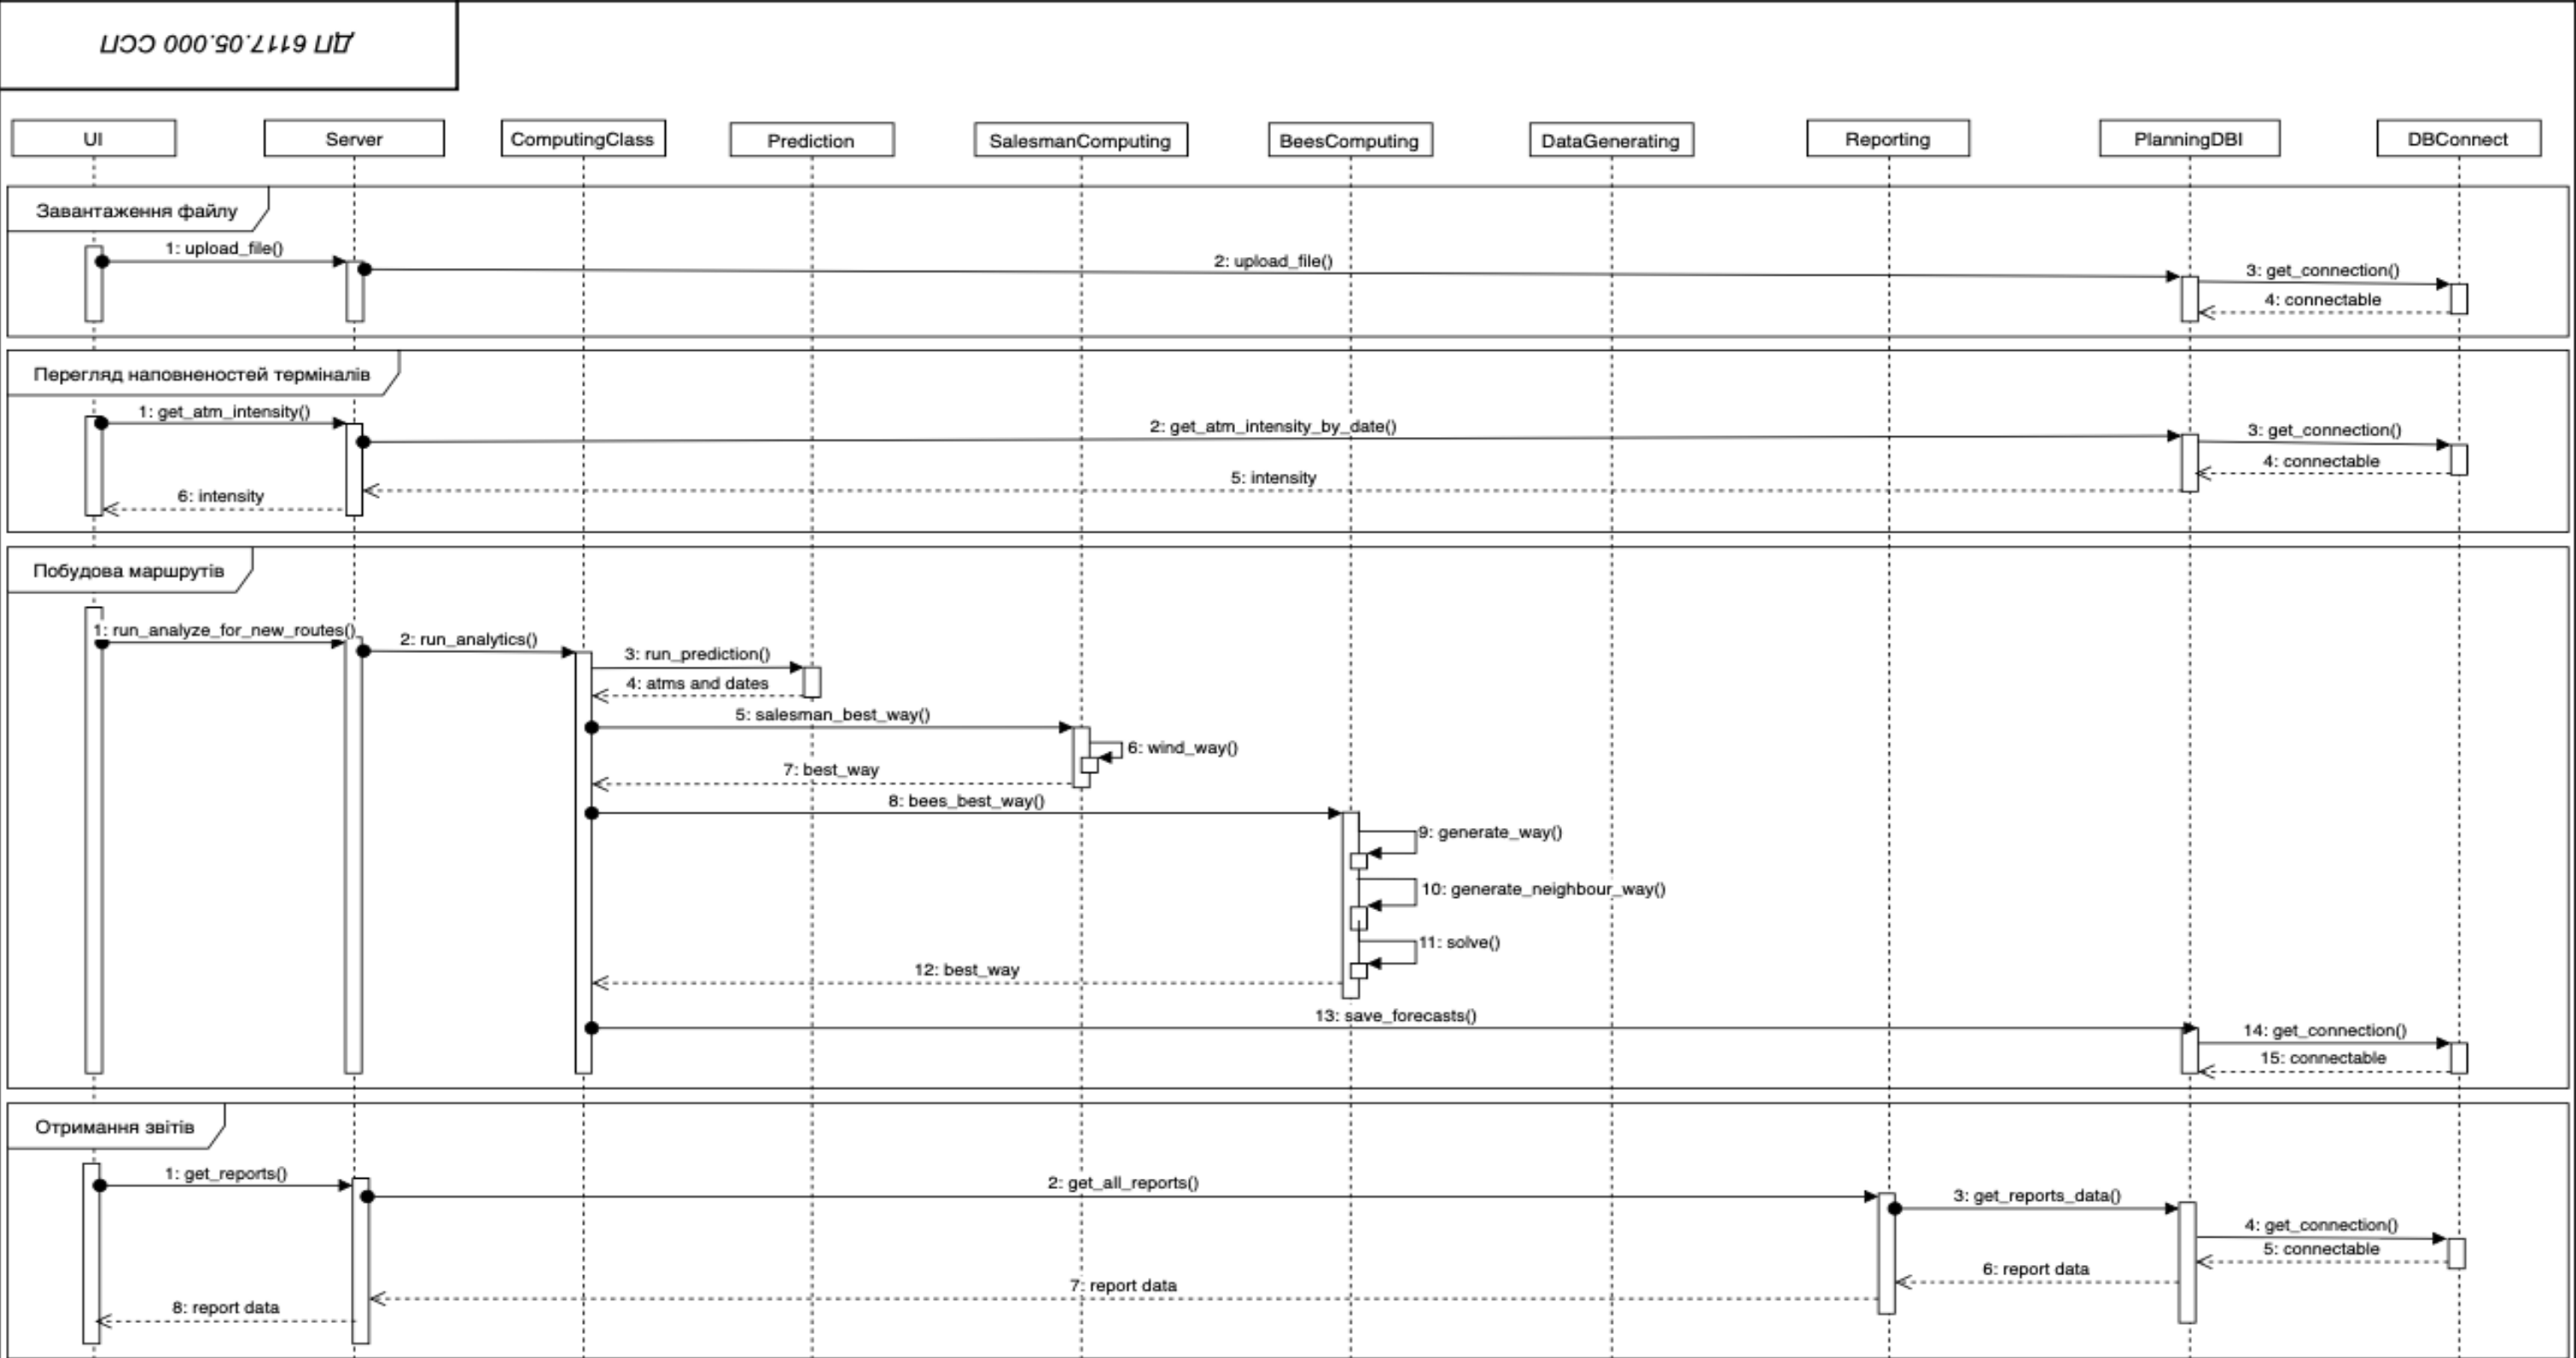 ДП 6117.05.000 ССП
UI
Server
ComputingClass
Prediction
SalesmanComputing
BeesComputing
DataGenerating
Reporting
PlanningDBI
DBConnect
Завантаження файлу
1: upload_file()
2: upload_file()
3: get_connection()
4: connectable
Перегляд наповненостей терміналів
1: get_atm_intensity()
2: get_atm_intensity_by_date()
3: get_connection()
4: connectable
5: intensity
6: intensity
Побудова маршрутів
1: run_analyze_for_new_routes()
2: run_analytics()
3: run_prediction()
4: atms and dates
5: salesman_best_way()
6: wind_way()
7: best_way
8: bees_best_way()
9: generate_way()
10: generate_neighbour_way()
11: solve()
12: best_way
13: save_forecasts()
14: get_connection()
15: connectable
Отримання звітів
1: get_reports()
2: get_all_reports()
3: get_reports_data()
4: get_connection()
5: connectable
6: report data
7: report data
8: report data